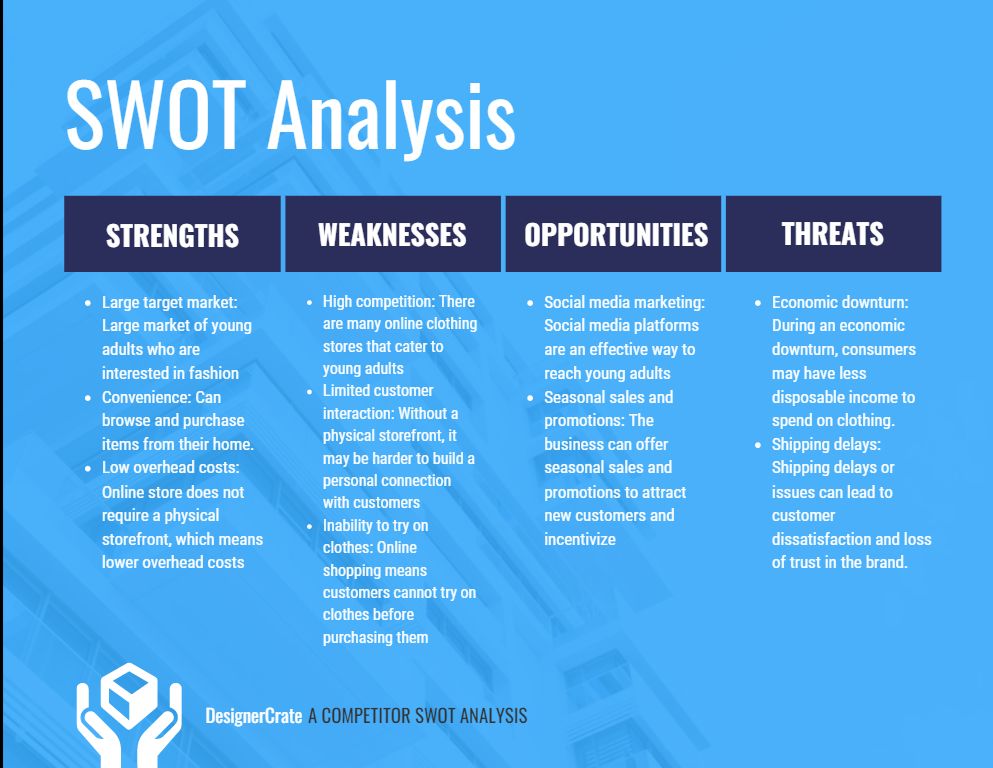 SWOT Analysis
STRENGTHS
WEAKNESSES
OPPORTUNITIES
THREATS
• Large target market:
Large market of young
adults who are
interested in fashion
• Convenience: Can
browse and purchase
items from their home.
• Low overhead costs:
Online store does not
require a physical
storefront, which means
lower overhead costs
• High competition: There
are many online clothing
stores that cater to
young adults
• Limited customer
interaction: Without a
physical storefront, it
may be harder to build a
personal connection
with customers
• Inability to try on
clothes: Online
shopping means
customers cannot try on
clothes before
purchasing them
• Social media marketing:
Social media platforms
are an effective way to
reach young adults
• Seasonal sales and
promotions: The
business can offer
seasonal sales and
promotions to attract
new customers and
incentivize
• Economic downturn:
During an economic
downturn, consumers
may have less
disposable income to
spend on clothing.
• Shipping delays:
Shipping delays or
issues can lead to
customer
dissatisfaction and loss
of trust in the brand.
DesignerCrate A COMPETITOR SWOT ANALYSIS